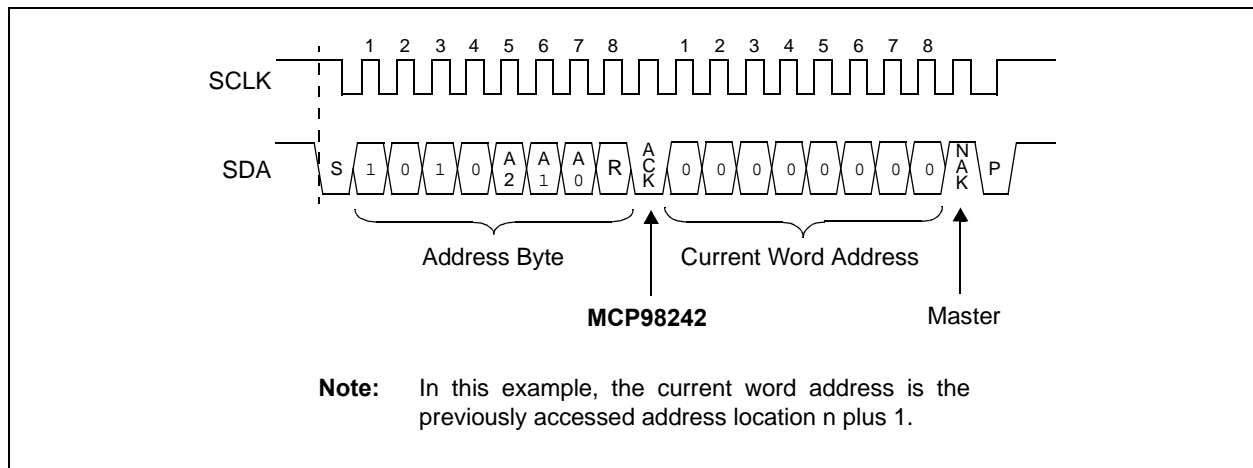 1 2 3 4 5 6 7 8 1 2 3 4 5 6 7 8
SCLK
SDA
S 1 0 1 0 A2 A1 A0 R ACK 0 0 0 0 0 0 0 0 NAK P
Address Byte Current Word Address
MCP98242 Master
Note: In this example, the current word address is the
previously accessed address location n plus 1.